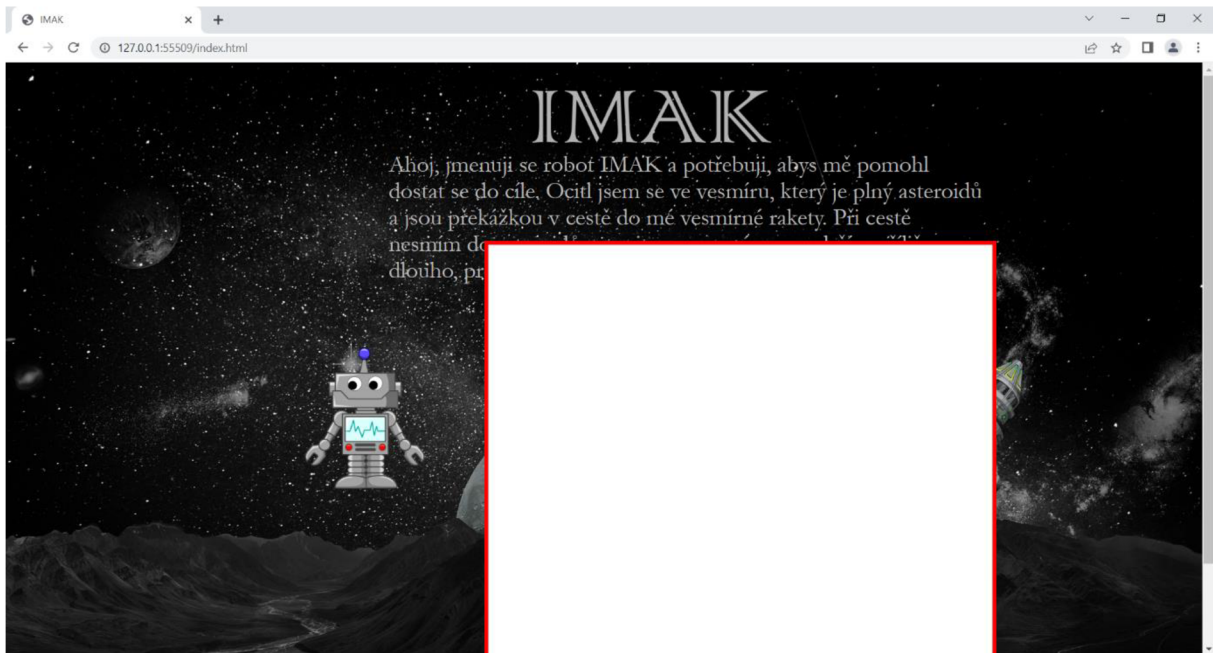 IMAK
127.0.0.1:55509/index.html
IMAK
Ahoj, jmenuji se robot IMAK a potřebuji, abys mě pomohl
dostat se do cíle. Ocitl jsem se ve vesmíru, který je plný asteroidů
a jsou překážkou v cestě do mé vesmírné rakety. Při cestě
nesmím
dlouho,